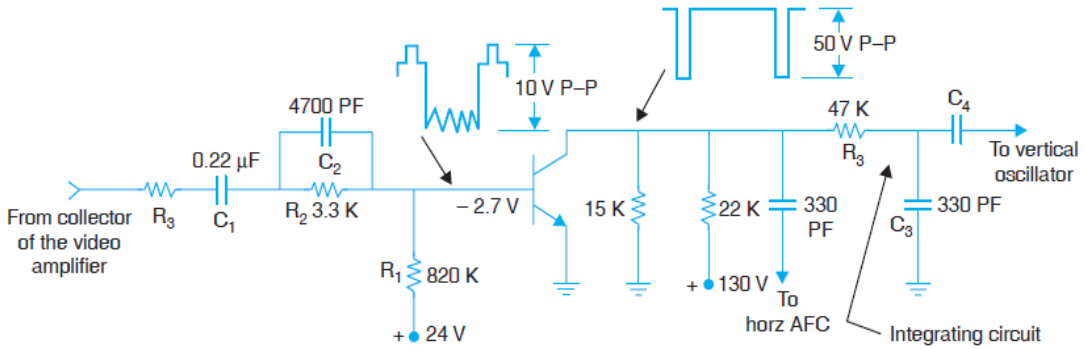 50 V P–P
10 V P–P
4700 PF
C2
0.22 µF
C1
R3
R2 3.3 K
From collector
of the video
amplifier
– 2.7 V
R1
820 K
+ 24 V
15 K
22 K
+ 130 V
330
PF
To
horz AFC
47 K
R3
C4
To vertical
oscillator
C3
330 PF
Integrating circuit